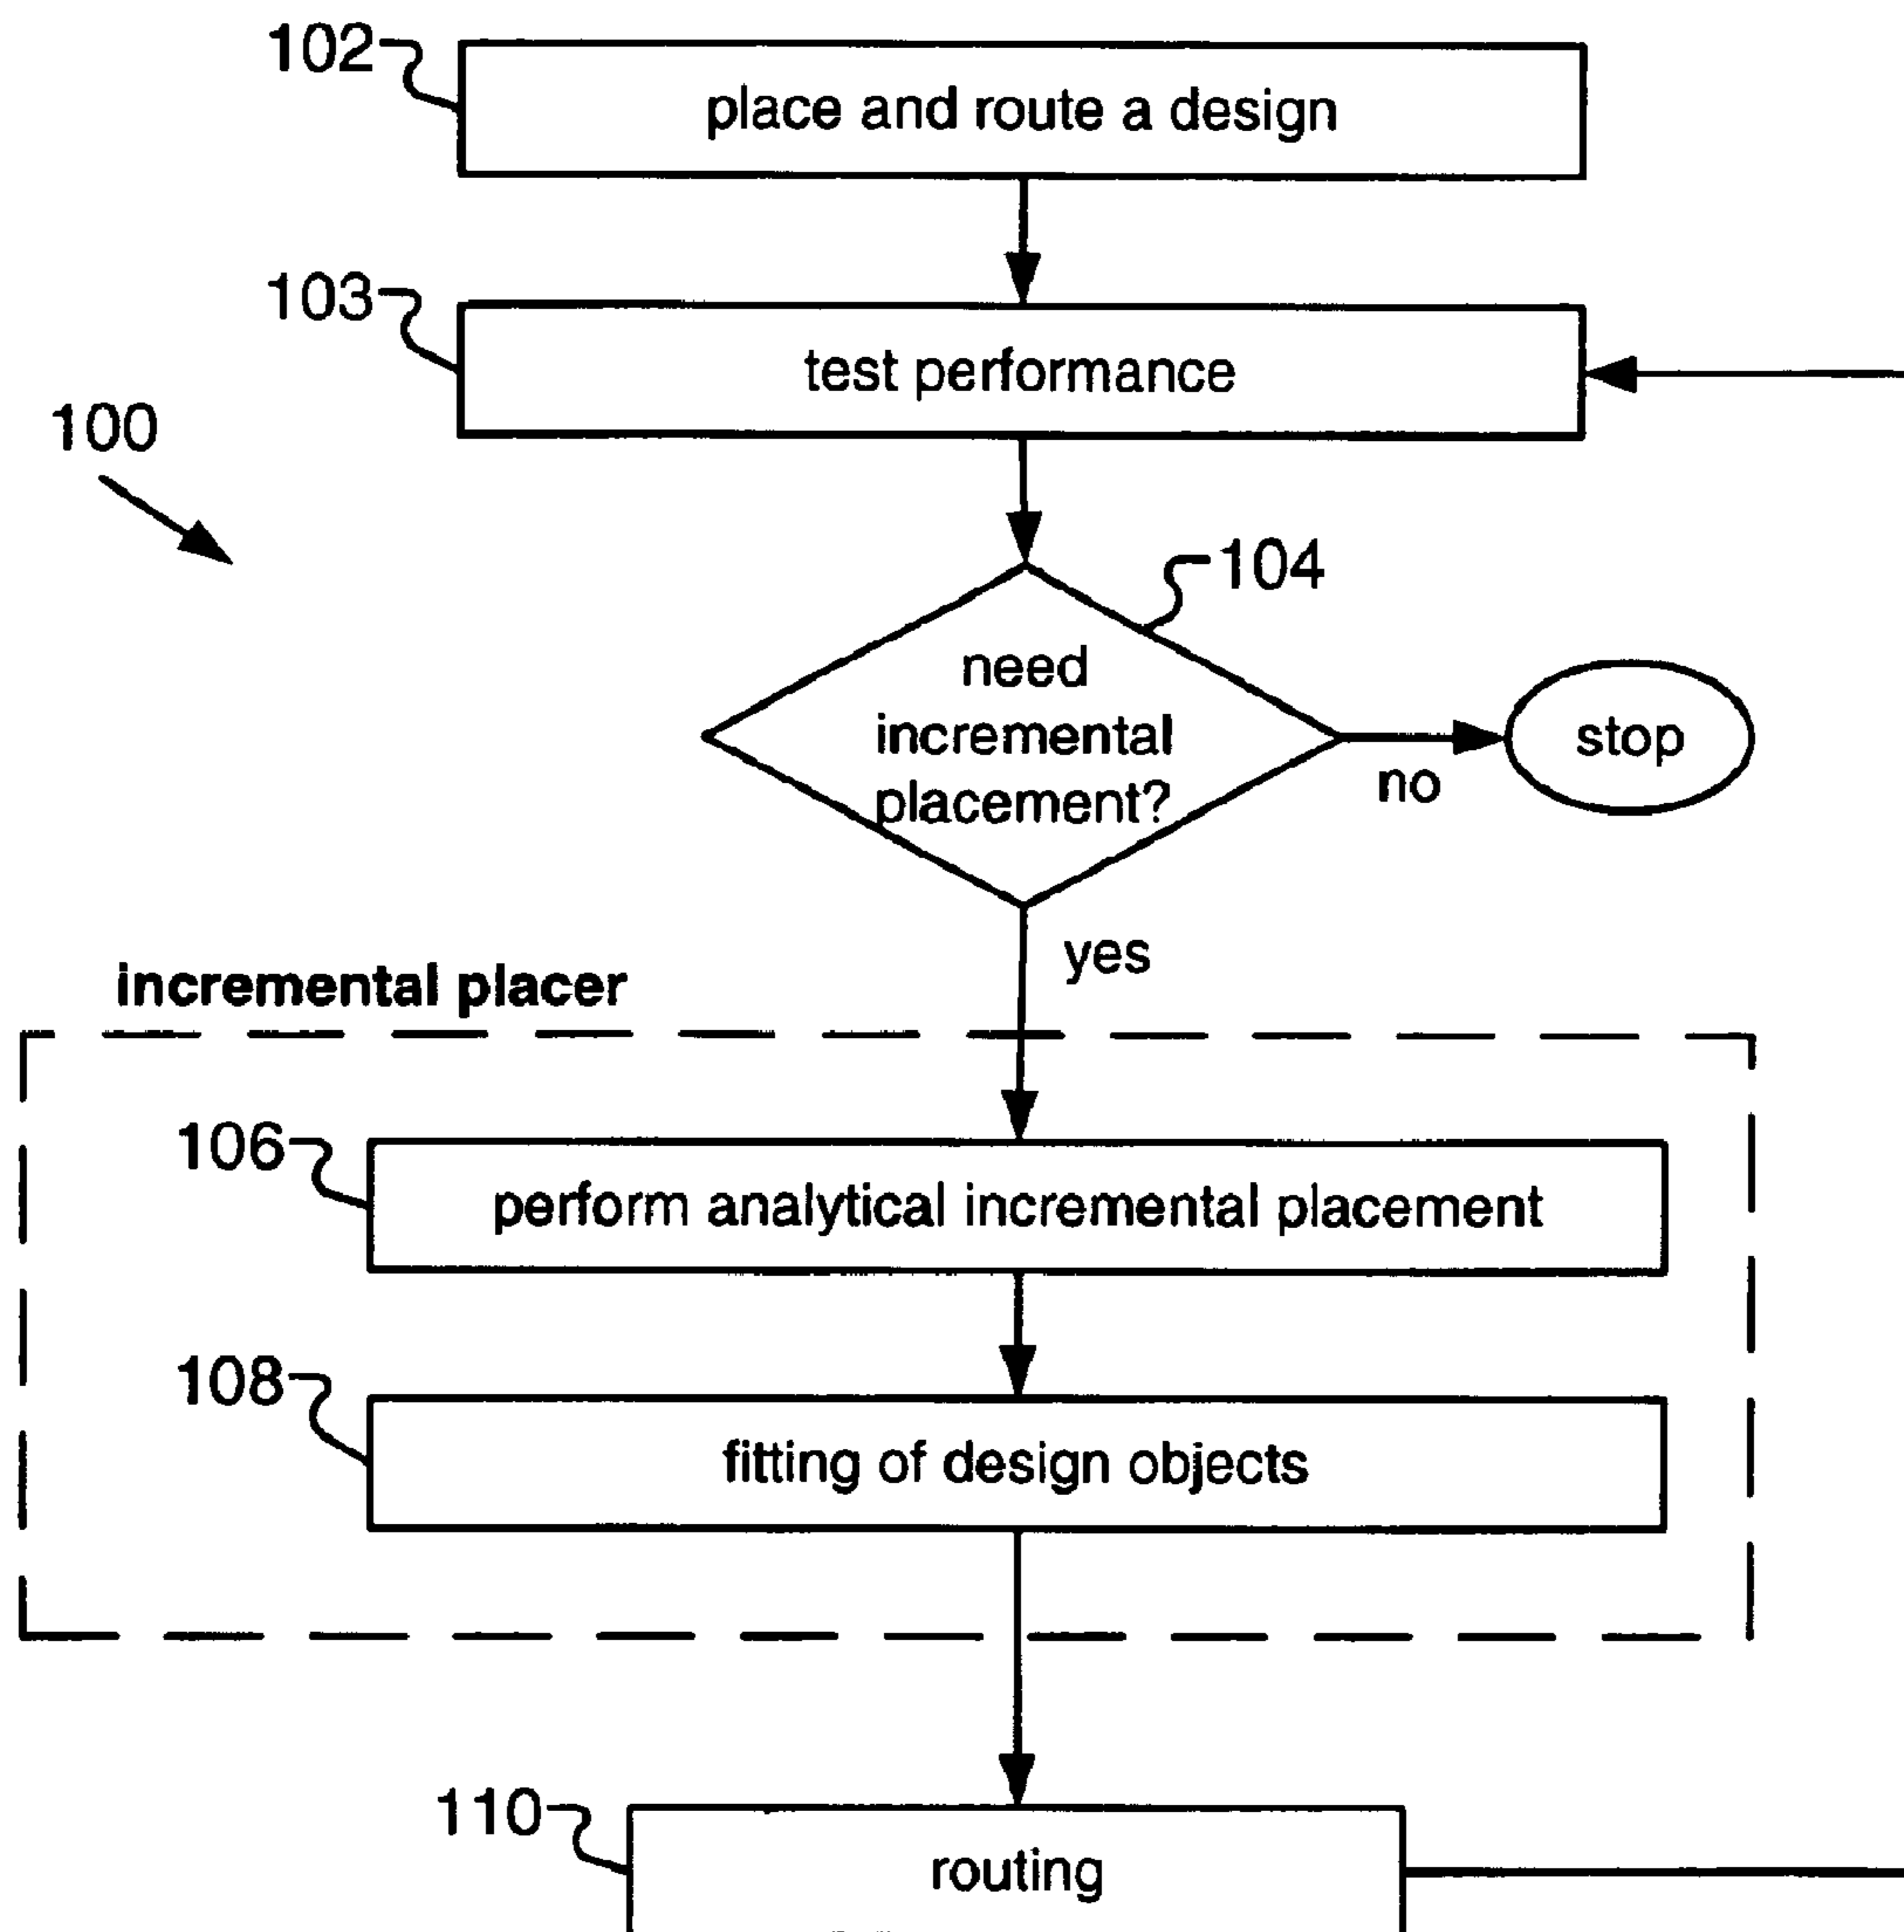 102
place and route a design
103
test performance
100
104
need
incremental
placement?
stop
no
yes
incremental placer
106
perform analytical incremental placement
108
fitting of design objects
110
routing